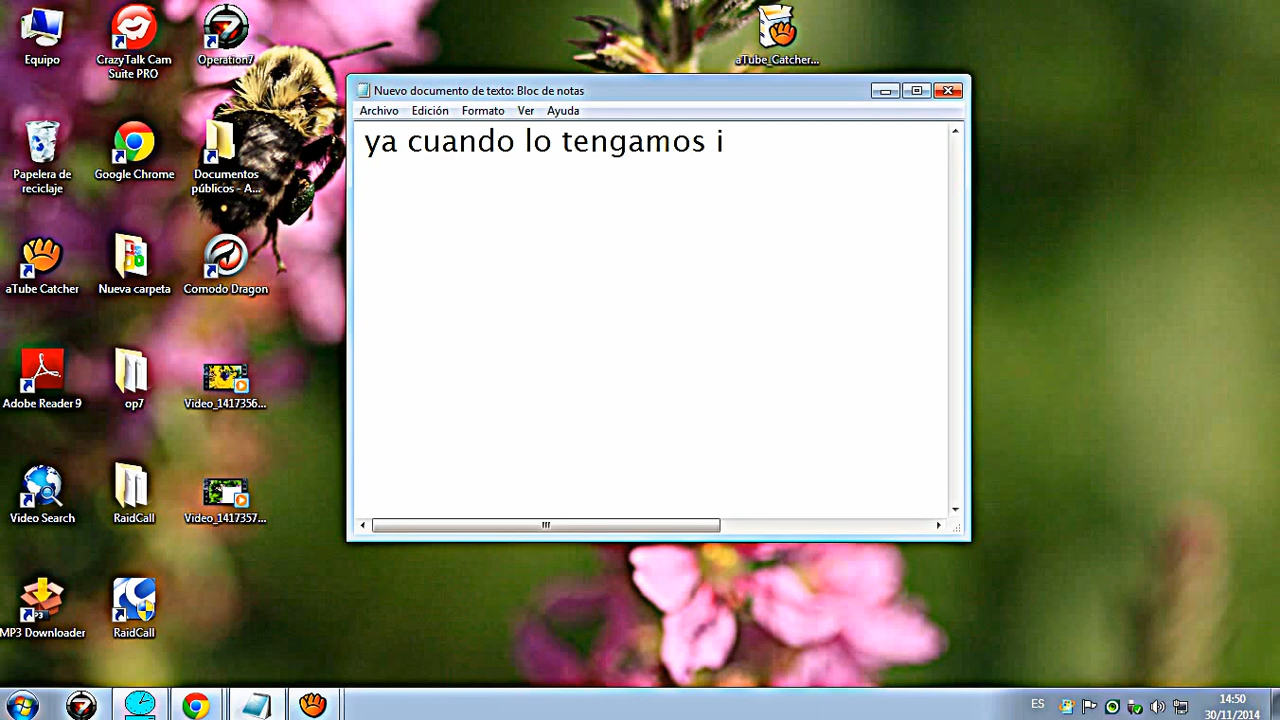 Equipo
CrazyTalk Cam
Suite PRO
Operation7
aTube_Catcher...
Papelera de
reciclaje
Google Chrome
Documentos
públicos - A...
aTube Catcher
Nueva carpeta
Comodo Dragon
Adobe Reader 9
op7
Video_1417356...
Video Search
RaidCall
Video_1417357...
MP3 Downloader
RaidCall
Nuevo documento de texto: Bloc de notas
Archivo Edición Formato Ver Ayuda
ya cuando lo tengamos i
ES
14:50
30/11/2014